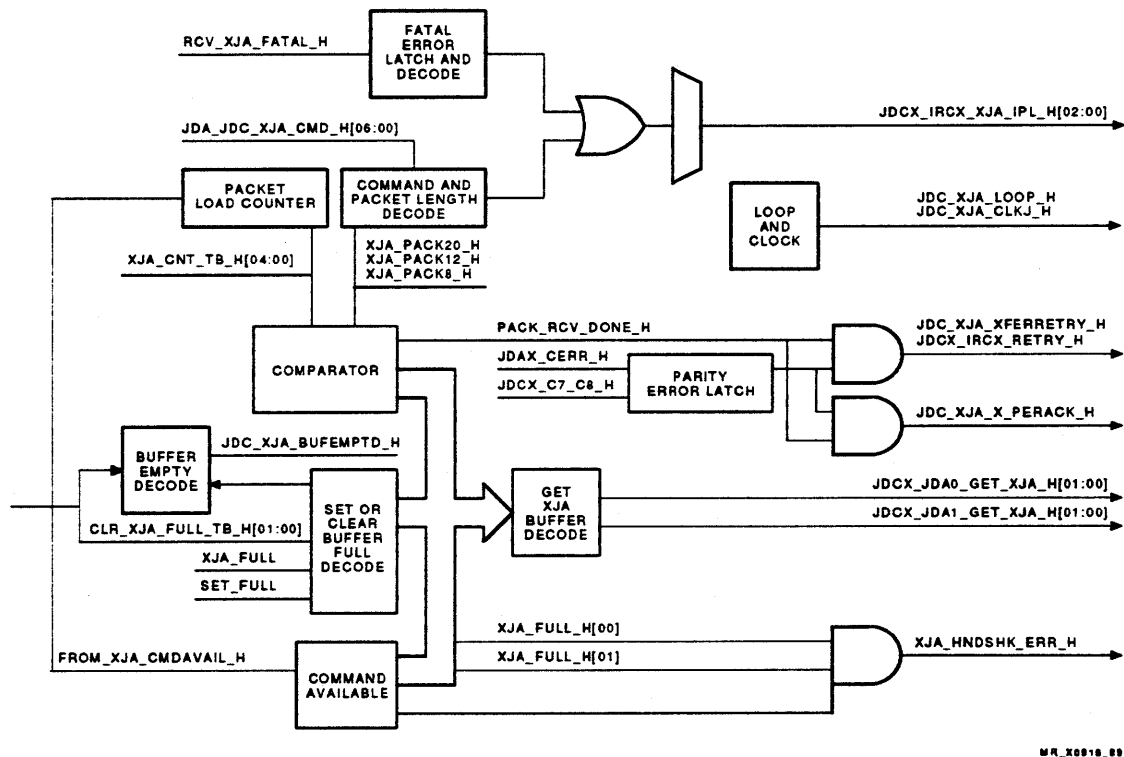 FATAL
ERROR
LATCH AND
DECODE
RCV_XJA_FATAL_H
JDCX_IRCX_XJA_IPL_H[02:00]
JDA_JDC_XJA_CMD_H[06:00]
PACKET
LOAD COUNTER
COMMAND AND
PACKET LENGTH
DECODE
LOOP
AND
CLOCK
JDC_XJA_LOOP_H
JDC_XJA_CLKJ_H
XJA_CNT_TB_H[04:00]
XJA_PACK20_H
XJA_PACK12_H
XJA_PACK8_H
COMPARATOR
PACK_RCV_DONE_H
JDC_XJA_XFERRETRY_H
JDCX_IRCX_RETRY_H
JDAX_CERR_H
JDCX_C7_C8_H
PARITY
ERROR LATCH
JDC_XJA_X_PERACK_H
BUFFER
EMPTY
DECODE
JDC_XJA_BUFEMPTD_H
SET OR
CLEAR
BUFFER
FULL
DECODE
GET
XJA
BUFFER
DECODE
JDCX_JDA0_GET_XJA_H[01:00]
JDCX_JDA1_GET_XJA_H[01:00]
CLR_XJA_FULL_TB_H[01:00]
XJA_FULL
SET_FULL
XJA_FULL_H[00]
XJA_FULL_H[01]
XJA_HNDSHK_ERR_H
FROM_XJA_CMDAVAIL_H
COMMAND
AVAILABLE
MR_X0916_89